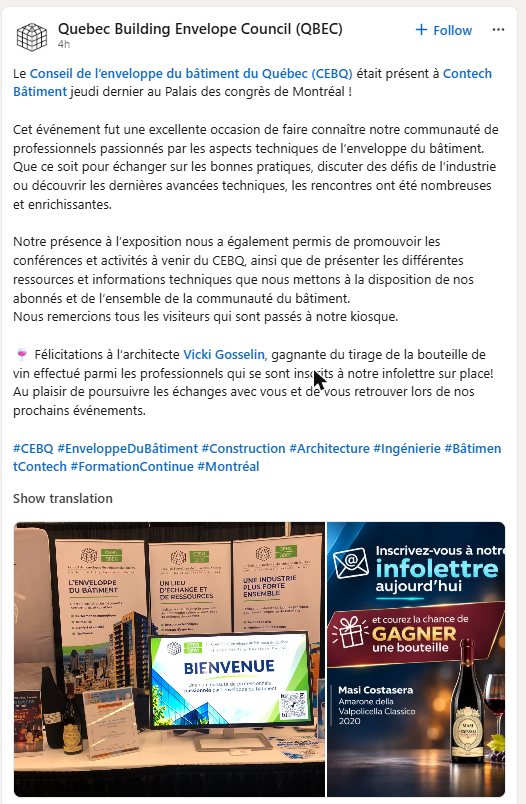 Quebec Building Envelope Council (QBEC)
+ Follow
4h
Le Conseil de l'enveloppe du bâtiment du Québec (CEBQ) était présent à Contech
Bâtiment jeudi dernier au Palais des congrès de Montréal !
Cet événement fut une excellente occasion de faire connaître notre communauté de
professionnels passionnés par les aspects techniques de l'enveloppe du bâtiment.
Que ce soit pour échanger sur les bonnes pratiques, discuter des défis de l'industrie
ou découvrir les dernières avancées techniques, les rencontres ont été nombreuses
et enrichissantes.
Notre présence à l'exposition nous a également permis de promouvoir les
conférences et activités à venir du CEBQ, ainsi que de présenter les différentes
ressources et informations techniques que nous mettons à la disposition de nos
abonnés et de l'ensemble de la communauté du bâtiment.
Nous remercions tous les visiteurs qui sont passés à notre kiosque.
🍷 Félicitations à l'architecte Vicki Gosselin, gagnante du tirage de la bouteille de
vin effectué parmi les professionnels qui se sont inscrits à notre infolettre sur place!
Au plaisir de poursuivre les échanges avec vous et de vous retrouver lors de nos
prochains événements.
#CEBQ #EnveloppeDuBâtiment #Construction #Architecture #Ingénierie #Bâtimen
tContech #FormationContinue #Montréal
Show translation
CEBQ
QBEC
L'ENVELOPPE
DU BÂTIMENT
CEBQ
QBEC
UN LIEU
D'ÉCHANGE ET
DE RESSOURCES
CEBQ
QBEC
UNE INDUSTRIE
PLUS FORTE
ENSEMBLE
BIENVENUE
Inscrivez-vous à notre
infolettre
aujourd'hui
et courez la chance de
GAGNER
une bouteille
Masi Costasera
Amarone della
Valpolicella Classico
2020
MASI